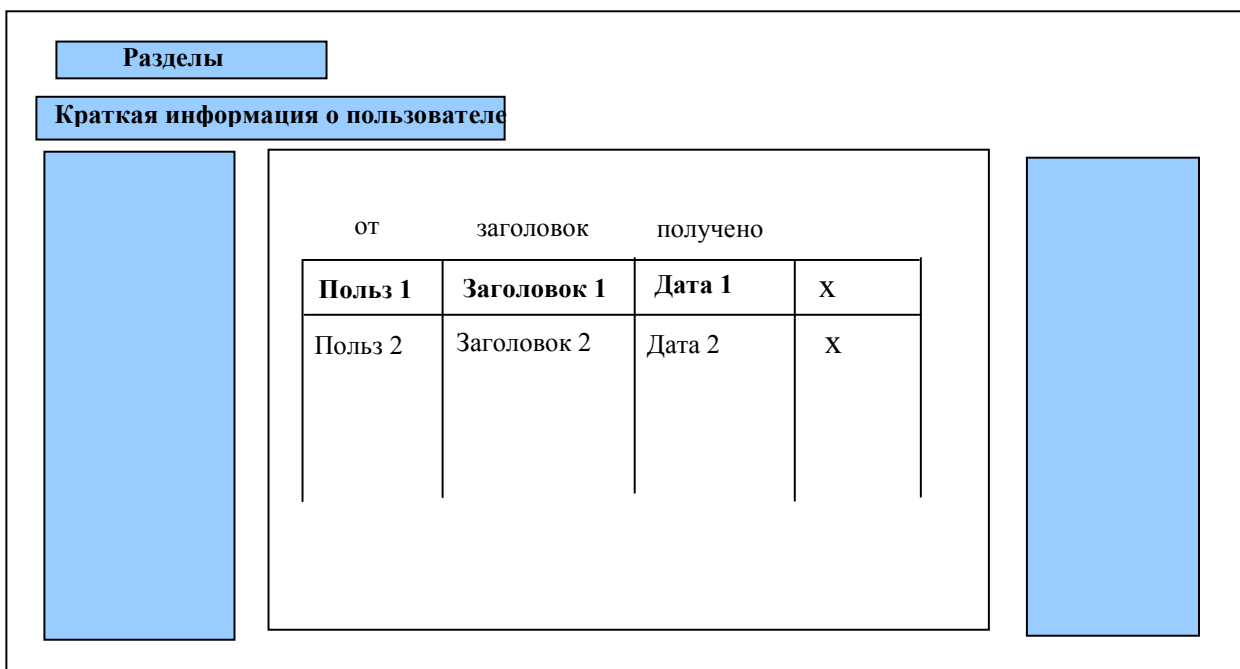 Разделы
Краткая информация о пользователе
от заголовок получено
Польз 1 Заголовок 1 Дата 1 X
Польз 2 Заголовок 2 Дата 2 X